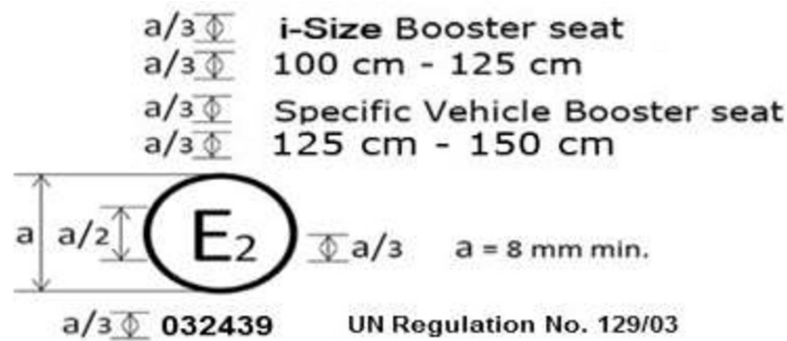 a/3 i-Size Booster seat
a/3 100 cm - 125 cm
a/3 Specific Vehicle Booster seat
a/3 125 cm - 150 cm
a a/2 E2 a/3 a = 8 mm min.
a/3 032439 UN Regulation No. 129/03